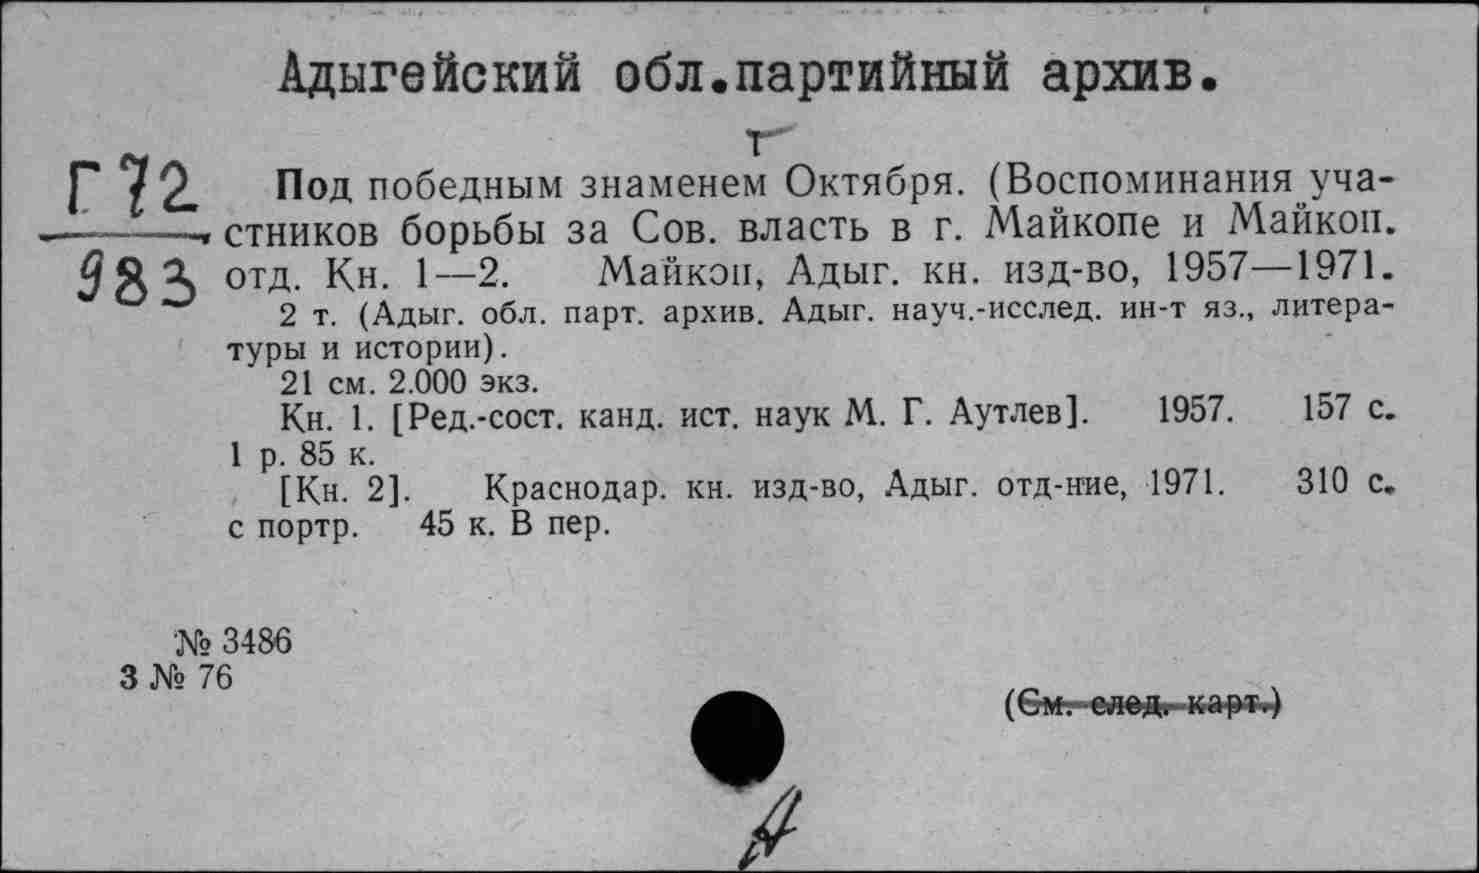 Адыгейский обл.партийный архив.
т
Г 72
983
Под победным знаменем Октября. (Воспоминания уча-
стников борьбы за Сов. власть в г. Майкопе и Майкоп.
отд. Кн. 1—2. Майкоп, Адыг. кн. изд-во, 1957—1971.
2 т. (Адыг. обл. парт. архив. Адыг. науч.-исслед. ин-т яз., литера-
туры и истории).
21 см. 2.000 экз.
Кн. 1. [Ред.-сост. канд. ист. наук М. Г. Аутлев]. 1957. 157 с.
1 р. 85 к.
[Кн. 2]. Краснодар. кн. изд-во, Адыг. отд-ние, 1971. 310 с.
с портр. 45 к. В пер.
№ 3486
3 № 76
(См. след. карт.)